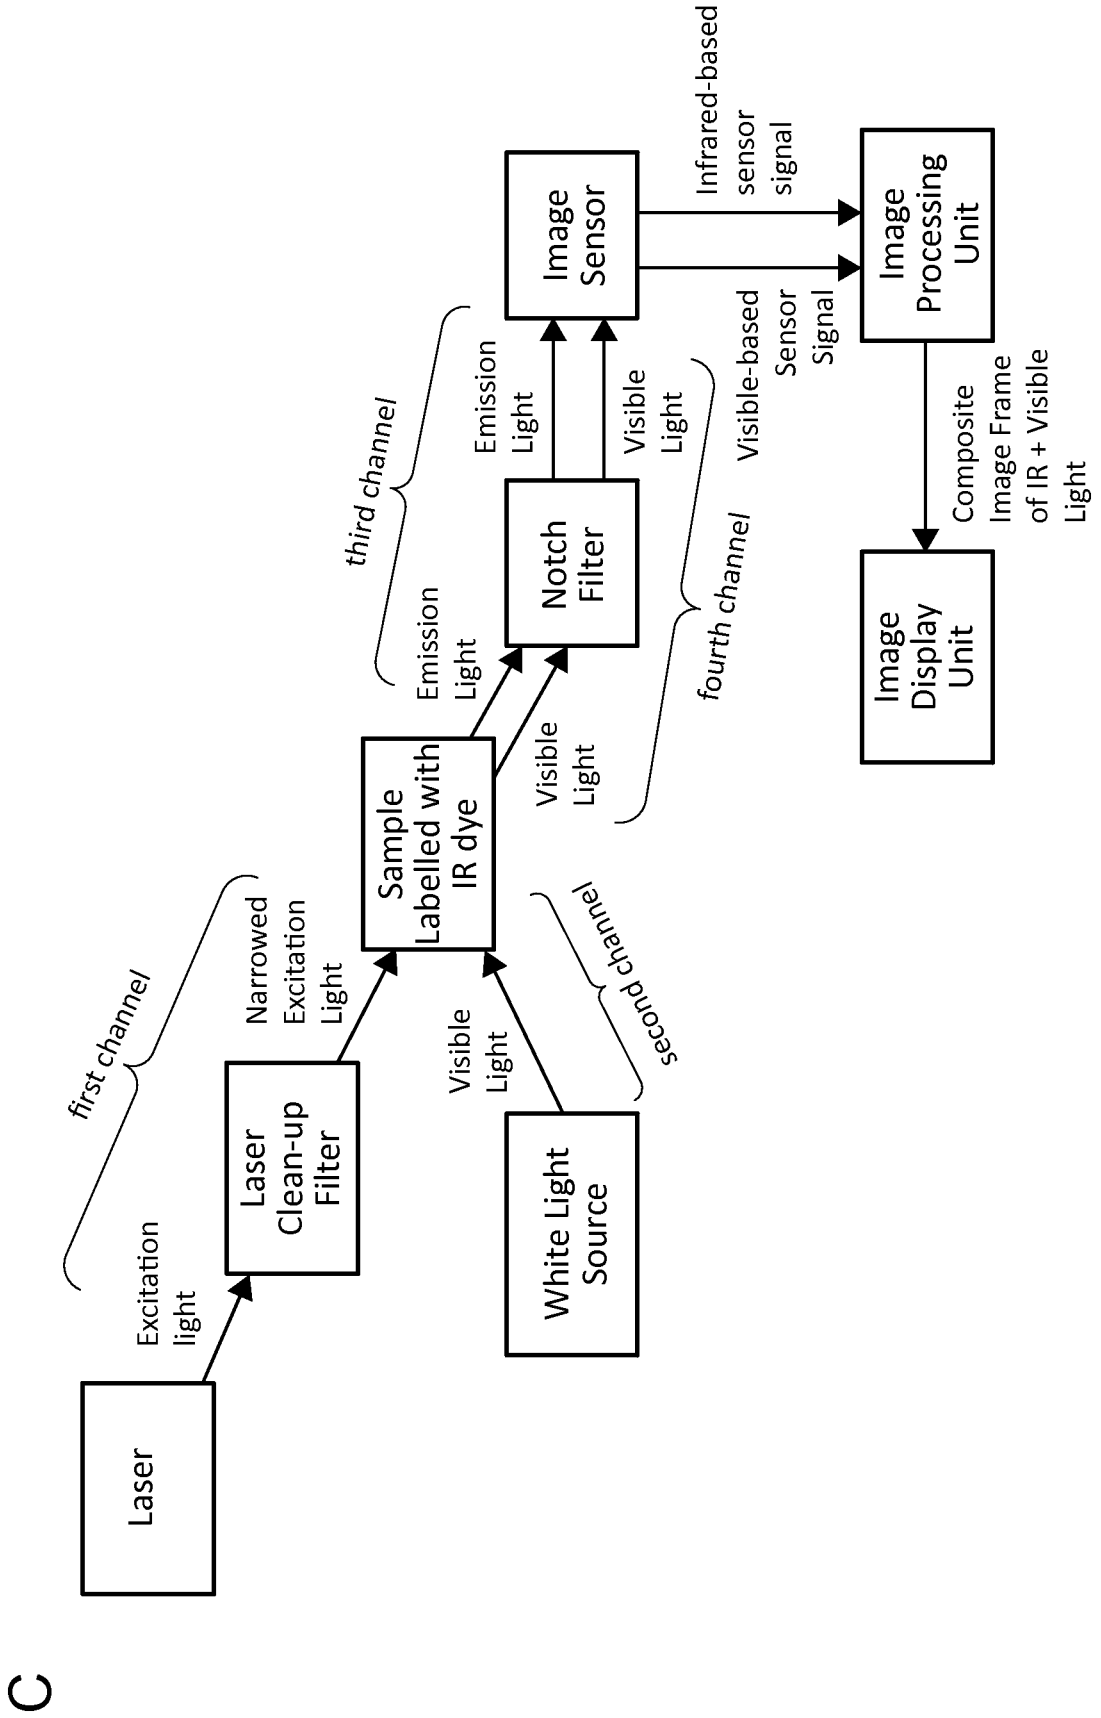 C
Laser
Excitation
light
first channel
Laser
Clean-up
Filter
Narrowed
Excitation
Light
White Light
Source
Visible
Light
second channel
Sample
Labelled with
IR dye
Emission
Light
Visible
Light
third channel
Notch
Filter
fourth channel
Emission
Light
Visible
Light
Image
Sensor
Infrared-based
sensor
signal
Visible-based
Sensor
Signal
Image
Processing
Unit
Composite
Image Frame
of IR + Visible
Light
Image
Display
Unit